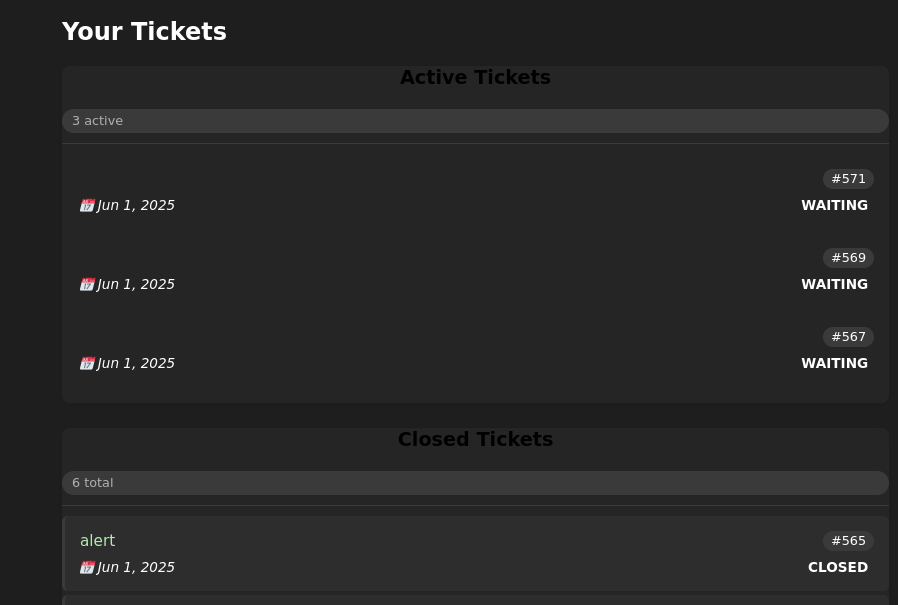 Your Tickets
Active Tickets
3 active
#571
Jun 1, 2025 WAITING
#569
Jun 1, 2025 WAITING
#567
Jun 1, 2025 WAITING
Closed Tickets
6 total
alert #565
Jun 1, 2025 CLOSED